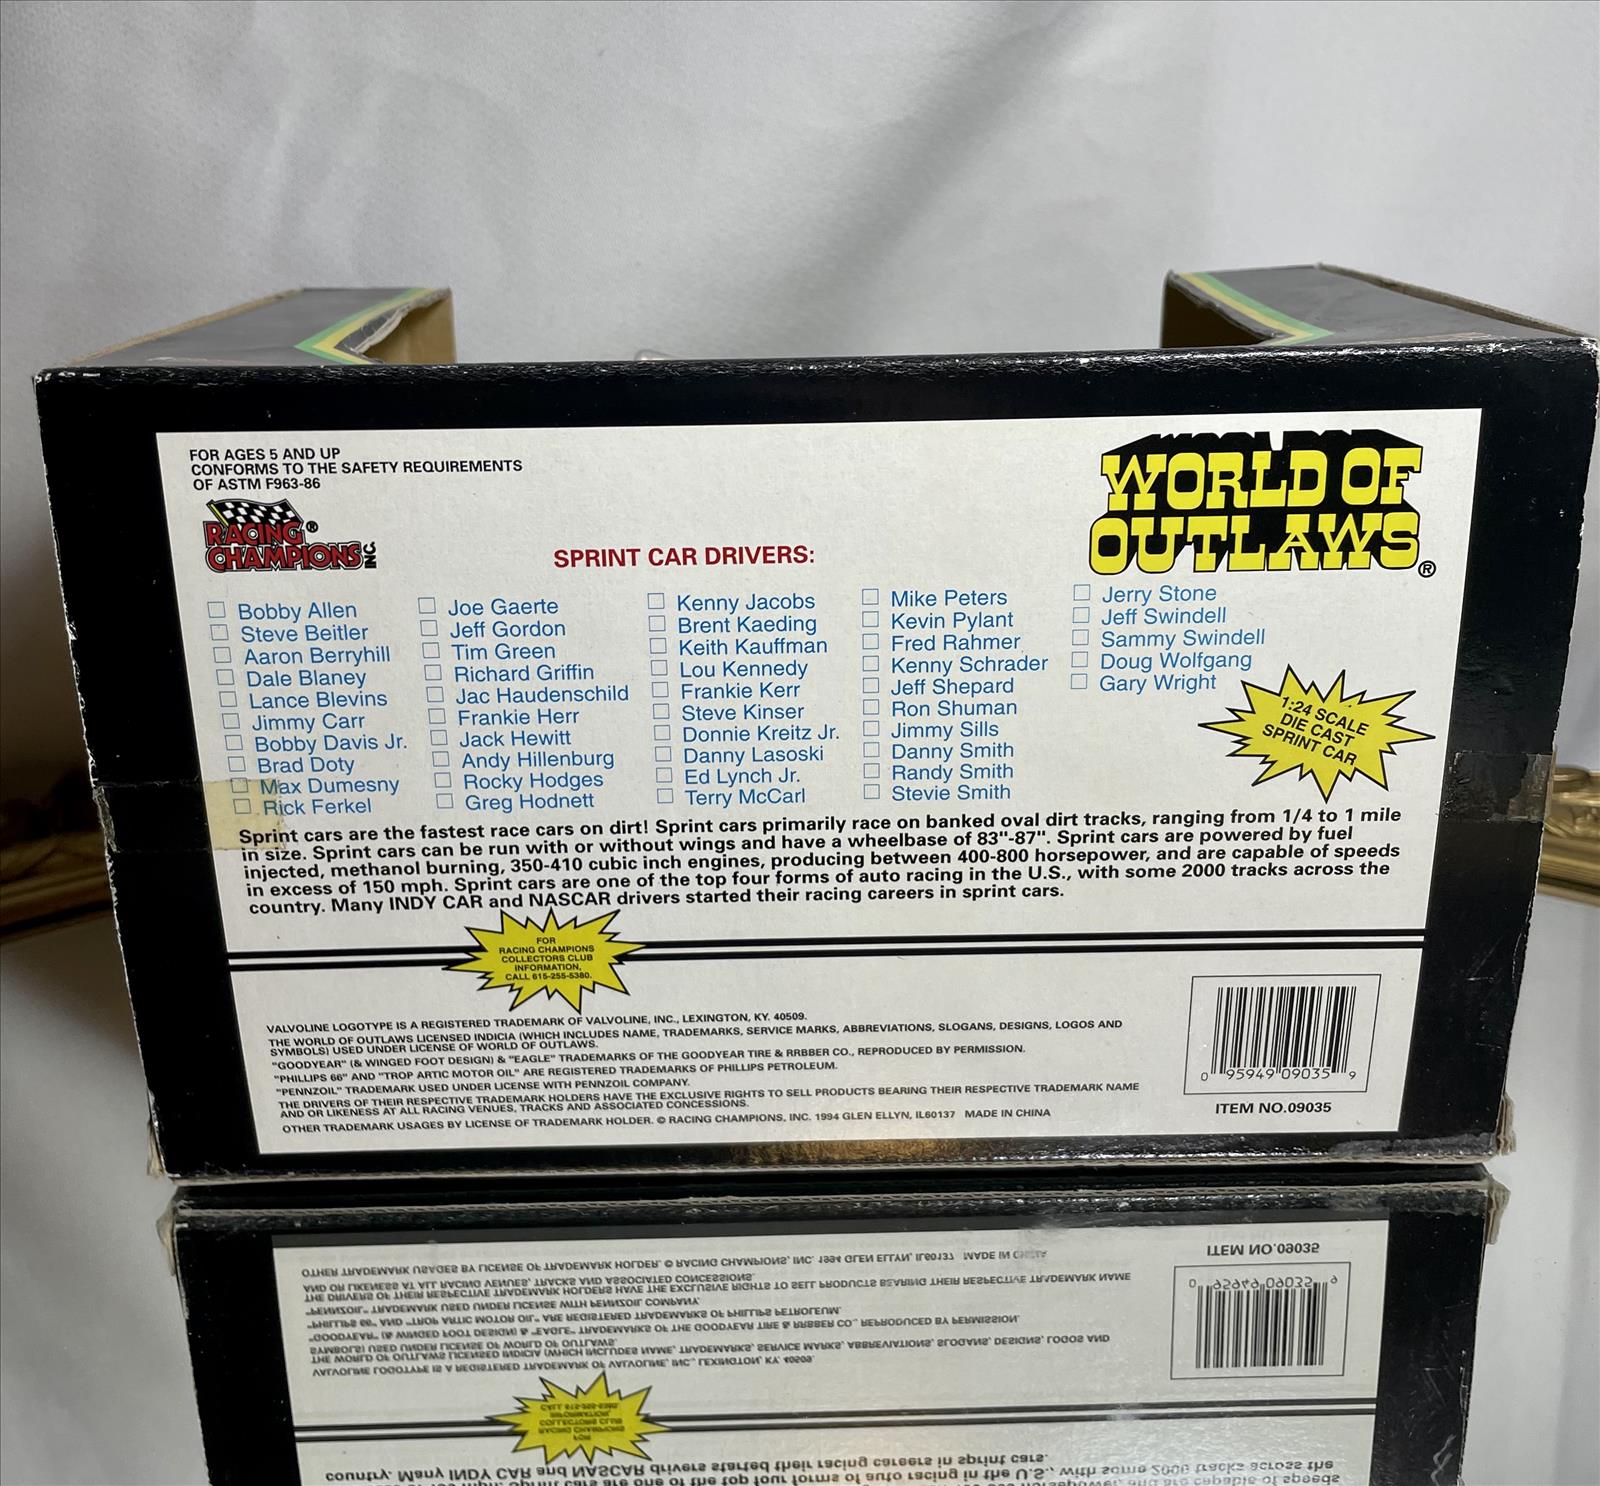 FOR AGES 5 AND UP
CONFORMS TO THE SAFETY REQUIREMENTS
OF ASTM F963-86
RACING®
CHAMPIONS INC.
WORLD OF
OUTLAWS®
SPRINT CAR DRIVERS:
Bobby Allen
Steve Beitler
Aaron Berryhill
Dale Blaney
Lance Blevins
Jimmy Carr
Bobby Davis Jr.
Brad Doty
Max Dumesny
Rick Ferkel
Joe Gaerte
Jeff Gordon
Tim Green
Richard Griffin
Jac Haudenschild
Frankie Herr
Jack Hewitt
Andy Hillenburg
Rocky Hodges
Greg Hodnett
Kenny Jacobs
Brent Kaeding
Keith Kauffman
Lou Kennedy
Frankie Kerr
Steve Kinser
Donnie Kreitz Jr.
Danny Lasoski
Ed Lynch Jr.
Terry McCarl
Mike Peters
Kevin Pylant
Fred Rahmer
Kenny Schrader
Jeff Shepard
Ron Shuman
Jimmy Sills
Danny Smith
Randy Smith
Stevie Smith
Jerry Stone
Jeff Swindell
Sammy Swindell
Doug Wolfgang
Gary Wright
1:24 SCALE
DIE CAST
SPRINT CAR
Sprint cars are the fastest race cars on dirt! Sprint cars primarily race on banked oval dirt tracks, ranging from 1/4 to 1 mile
in size. Sprint cars can be run with or without wings and have a wheelbase of 83"-87". Sprint cars are powered by fuel
injected, methanol burning, 350-410 cubic inch engines, producing between 400-800 horsepower, and are capable of speeds
in excess of 150 mph. Sprint cars are one of the top four forms of auto racing in the U.S., with some 2000 tracks across the
country. Many INDY CAR and NASCAR drivers started their racing careers in sprint cars.
FOR
RACING CHAMPIONS
COLLECTORS CLUB
INFORMATION,
CALL 615-255-5380.
VALVOLINE LOGOTYPE IS A REGISTERED TRADEMARK OF VALVOLINE, INC., LEXINGTON, KY. 40509.
THE WORLD OF OUTLAWS LICENSED INDICIA (WHICH INCLUDES NAME, TRADEMARKS, SERVICE MARKS, ABBREVIATIONS, SLOGANS, DESIGNS, LOGOS AND
SYMBOLS) USED UNDER LICENSE OF WORLD OF OUTLAWS.
"GOODYEAR" (& WINGED FOOT DESIGN) & "EAGLE" TRADEMARKS OF THE GOODYEAR TIRE & RRBBER CO., REPRODUCED BY PERMISSION.
"PHILLIPS 66" AND "TROP ARTIC MOTOR OIL" ARE REGISTERED TRADEMARKS OF PHILLIPS PETROLEUM.
"PENNZOIL" TRADEMARK USED UNDER LICENSE WITH PENNZOIL COMPANY.
THE DRIVERS OF THEIR RESPECTIVE TRADEMARK HOLDERS HAVE THE EXCLUSIVE RIGHTS TO SELL PRODUCTS BEARING THEIR RESPECTIVE TRADEMARK NAME
AND OR LIKENESS AT ALL RACING VENUES, TRACKS AND ASSOCIATED CONCESSIONS.
OTHER TRADEMARK USAGES BY LICENSE OF TRADEMARK HOLDER. © RACING CHAMPIONS, INC. 1994 GLEN ELLYN, IL60137 MADE IN CHINA
0 95949 09035 9
ITEM NO.09035